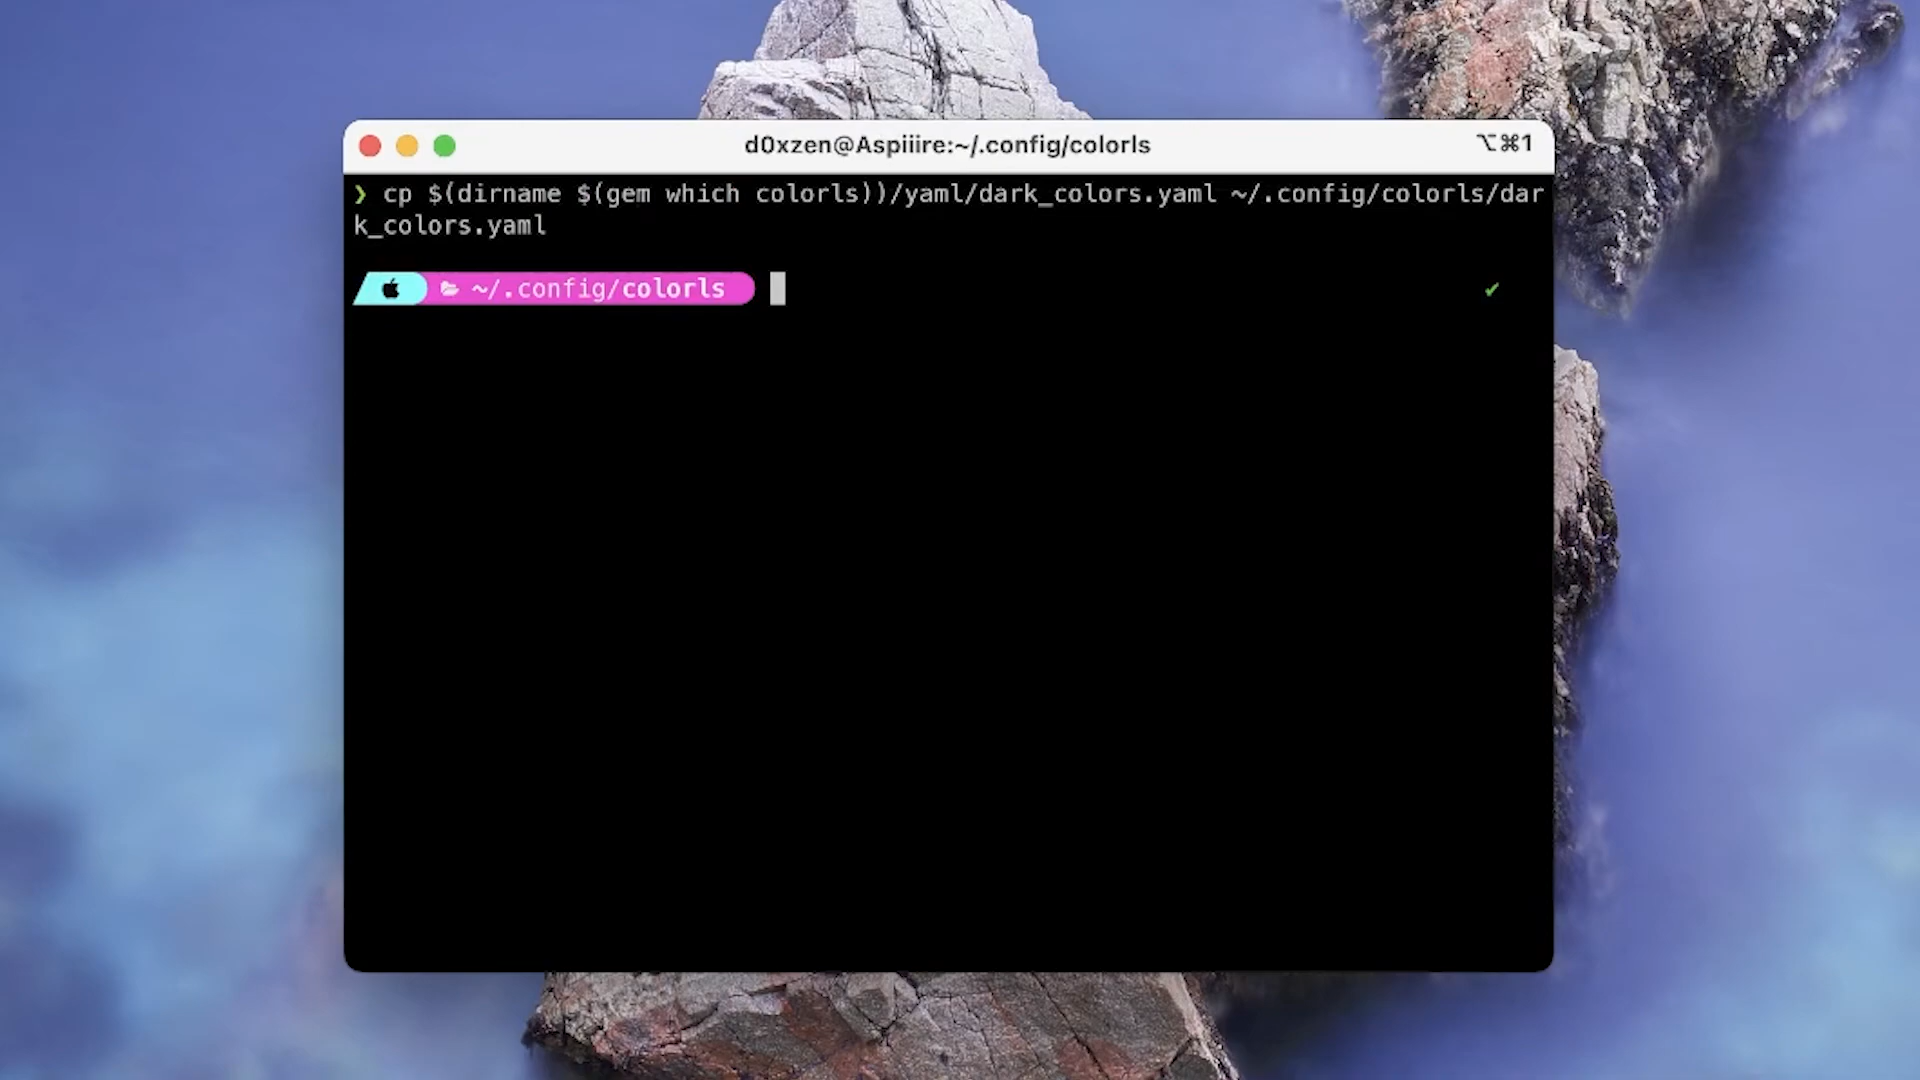 d0xzen@Aspiiire:~/.config/colorls
⌥⌘1
❯ cp $(dirname $(gem which colorls))/yaml/dark_colors.yaml ~/.config/colorls/dar
k_colors.yaml
~/.config/colorls ✔